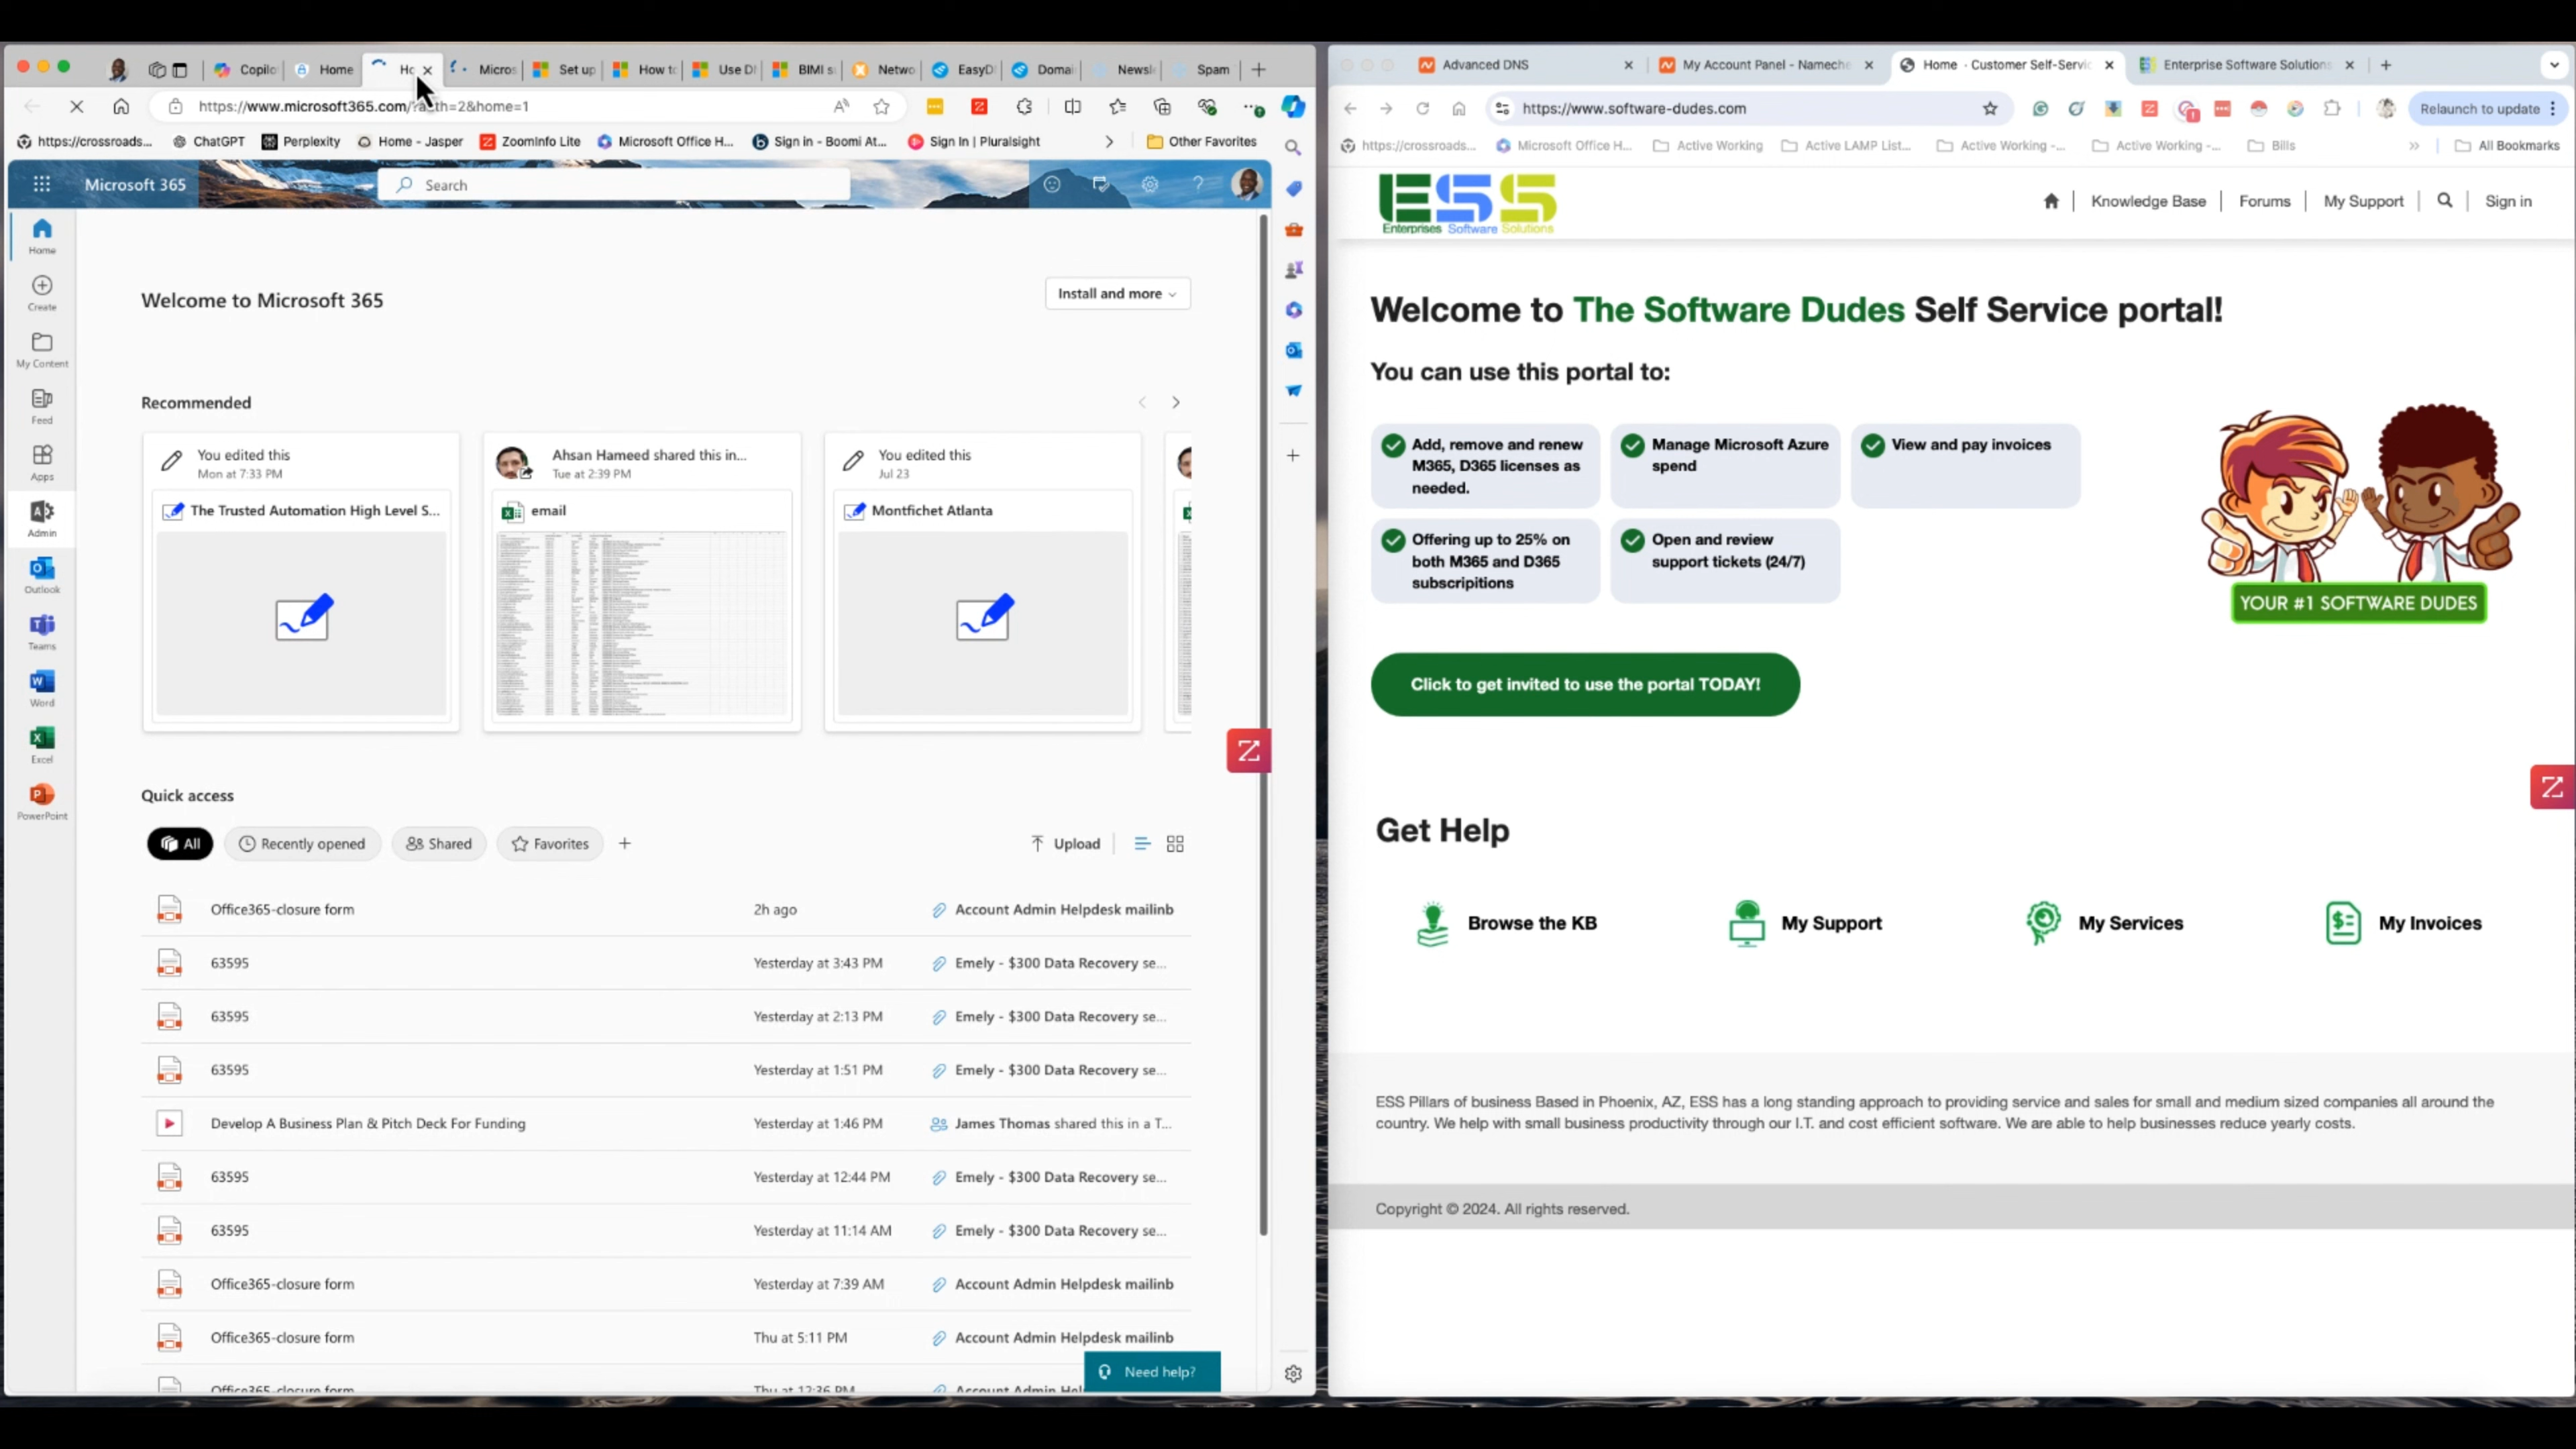 Copilo
Home
Ho
Micros
Set up
How to
Use D
BIMI s
Netwo
EasyD
Domai
Newsl
Spam
https://www.microsoft365.com/?auth=2&home=1
https://crossroads...
ChatGPT
Perplexity
Home - Jasper
ZoomInfo Lite
Microsoft Office H...
Sign in - Boomi At...
Sign In | Pluralsight
Other Favorites
Microsoft 365
Search
Home
Create
My Content
Feed
Apps
Admin
Outlook
Teams
Word
Excel
PowerPoint
Welcome to Microsoft 365
Install and more
Recommended
You edited this
Mon at 7:33 PM
The Trusted Automation High Level S...
Ahsan Hameed shared this in...
Tue at 2:39 PM
email
You edited this
Jul 23
Montfichet Atlanta
Quick access
All
Recently opened
Shared
Favorites
Upload
Office365-closure form 2h ago Account Admin Helpdesk mailinb
63595 Yesterday at 3:43 PM Emely - $300 Data Recovery se...
63595 Yesterday at 2:13 PM Emely - $300 Data Recovery se...
63595 Yesterday at 1:51 PM Emely - $300 Data Recovery se...
Develop A Business Plan & Pitch Deck For Funding Yesterday at 1:46 PM James Thomas shared this in a T...
63595 Yesterday at 12:44 PM Emely - $300 Data Recovery se...
63595 Yesterday at 11:14 AM Emely - $300 Data Recovery se...
Office365-closure form Yesterday at 7:39 AM Account Admin Helpdesk mailinb
Office365-closure form Thu at 5:11 PM Account Admin Helpdesk mailinb
Office365-closure form Thu at 12:36 PM Account Admin Hel
Need help?
Advanced DNS
My Account Panel - Nameche
Home - Customer Self-Servic
Enterprise Software Solutions
https://www.software-dudes.com
Relaunch to update
https://crossroads...
Microsoft Office H...
Active Working
Active LAMP List...
Active Working -...
Active Working -...
Bills
All Bookmarks
ESS
Enterprises Software Solutions
Knowledge Base
Forums
My Support
Sign in
Welcome to The Software Dudes Self Service portal!
You can use this portal to:
Add, remove and renew
M365, D365 licenses as
needed.
Manage Microsoft Azure
spend
View and pay invoices
Offering up to 25% on
both M365 and D365
subscripitions
Open and review
support tickets (24/7)
YOUR #1 SOFTWARE DUDES
Click to get invited to use the portal TODAY!
Get Help
Browse the KB
My Support
My Services
My Invoices
ESS Pillars of business Based in Phoenix, AZ, ESS has a long standing approach to providing service and sales for small and medium sized companies all around the
country. We help with small business productivity through our I.T. and cost efficient software. We are able to help businesses reduce yearly costs.
Copyright © 2024. All rights reserved.